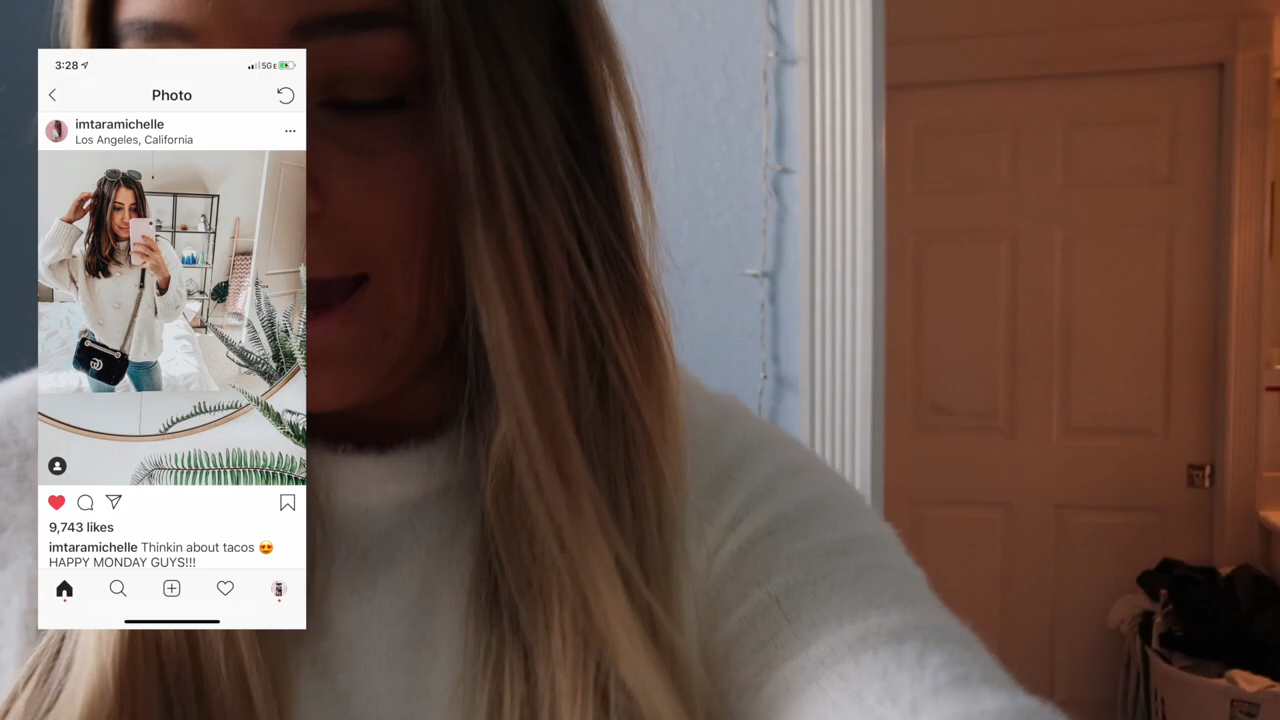 3:28
5GE
Photo
imtaramichelle
Los Angeles, California
9,743 likes
imtaramichelle Thinkin about tacos 😍
HAPPY MONDAY GUYS!!!